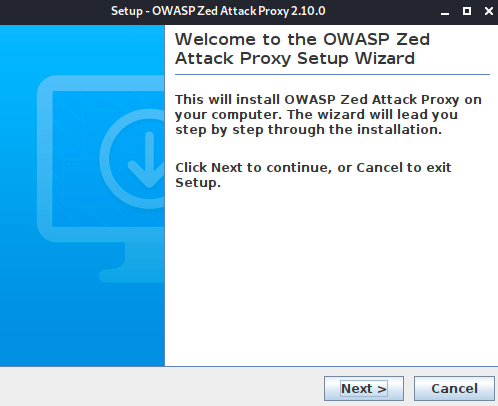 Setup - OWASP Zed Attack Proxy 2.10.0
Welcome to the OWASP Zed
Attack Proxy Setup Wizard
This will install OWASP Zed Attack Proxy on
your computer. The wizard will lead you
step by step through the installation.
Click Next to continue, or Cancel to exit
Setup.
Next >
Cancel